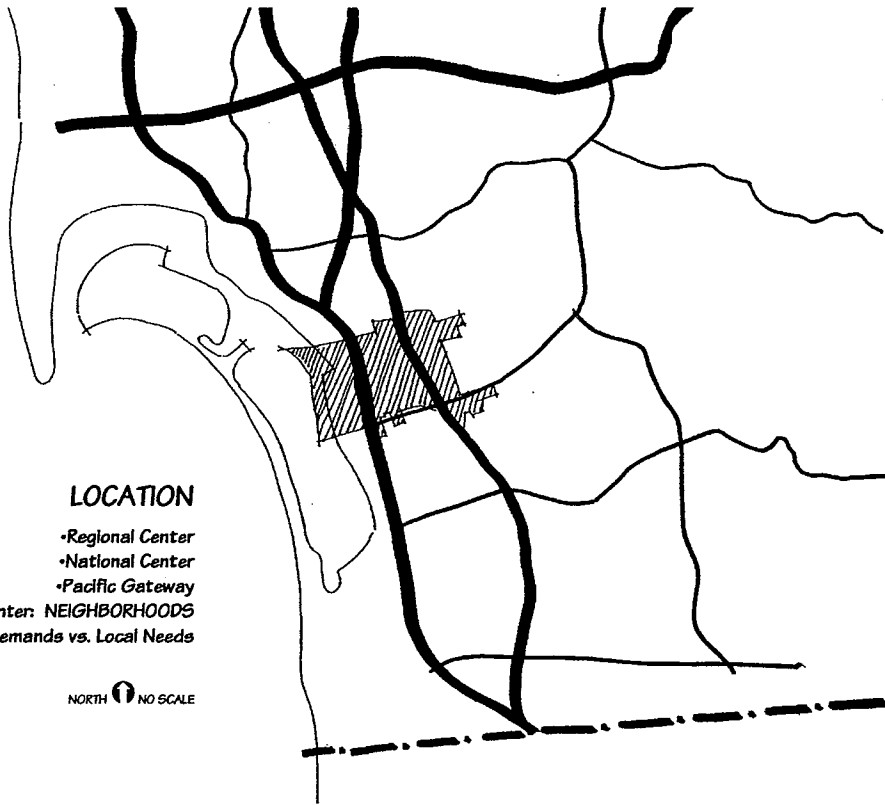 LOCATION
•Regional Center
•National Center
•Pacific Gateway
nter: NEIGHBORHOODS
emands vs. Local Needs
NORTH NO SCALE